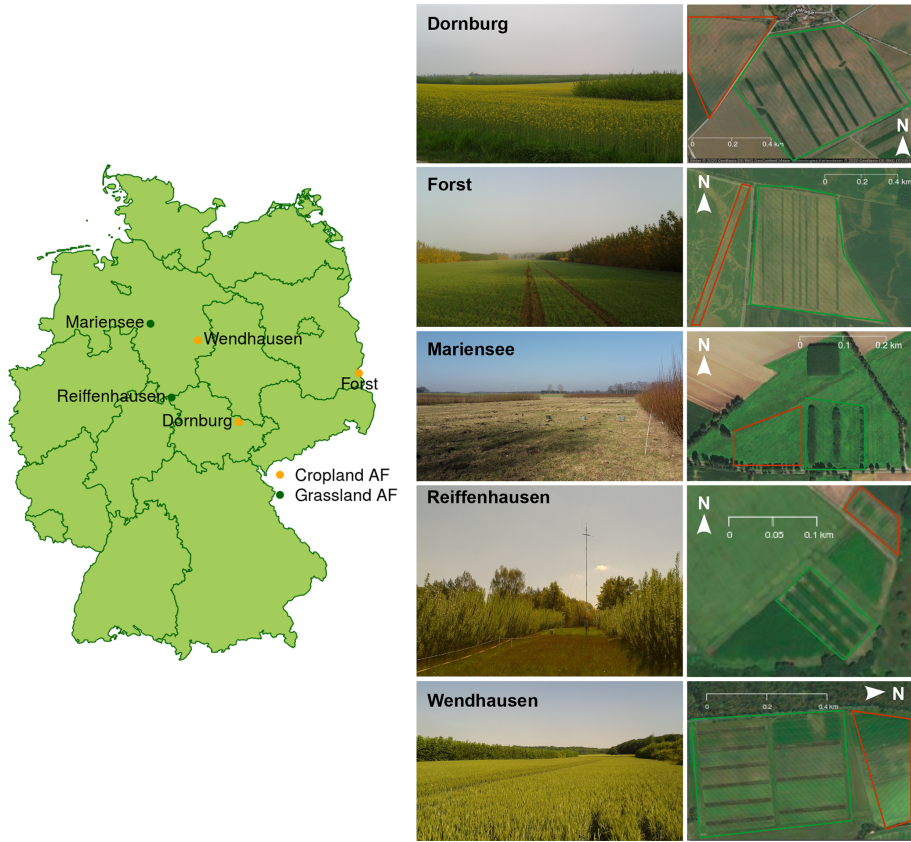 Mariensee
Wendhausen
Forst
Reiffenhausen
Dornburg
Cropland AF
Grassland AF
Dornburg
0 0.2 0.4 km
N
Forst
N
0 0.2 0.4 km
Mariensee
N
0 0.1 0.2 km
Reiffenhausen
N
0 0.05 0.1 km
Wendhausen
N
0 0.2 0.4 km